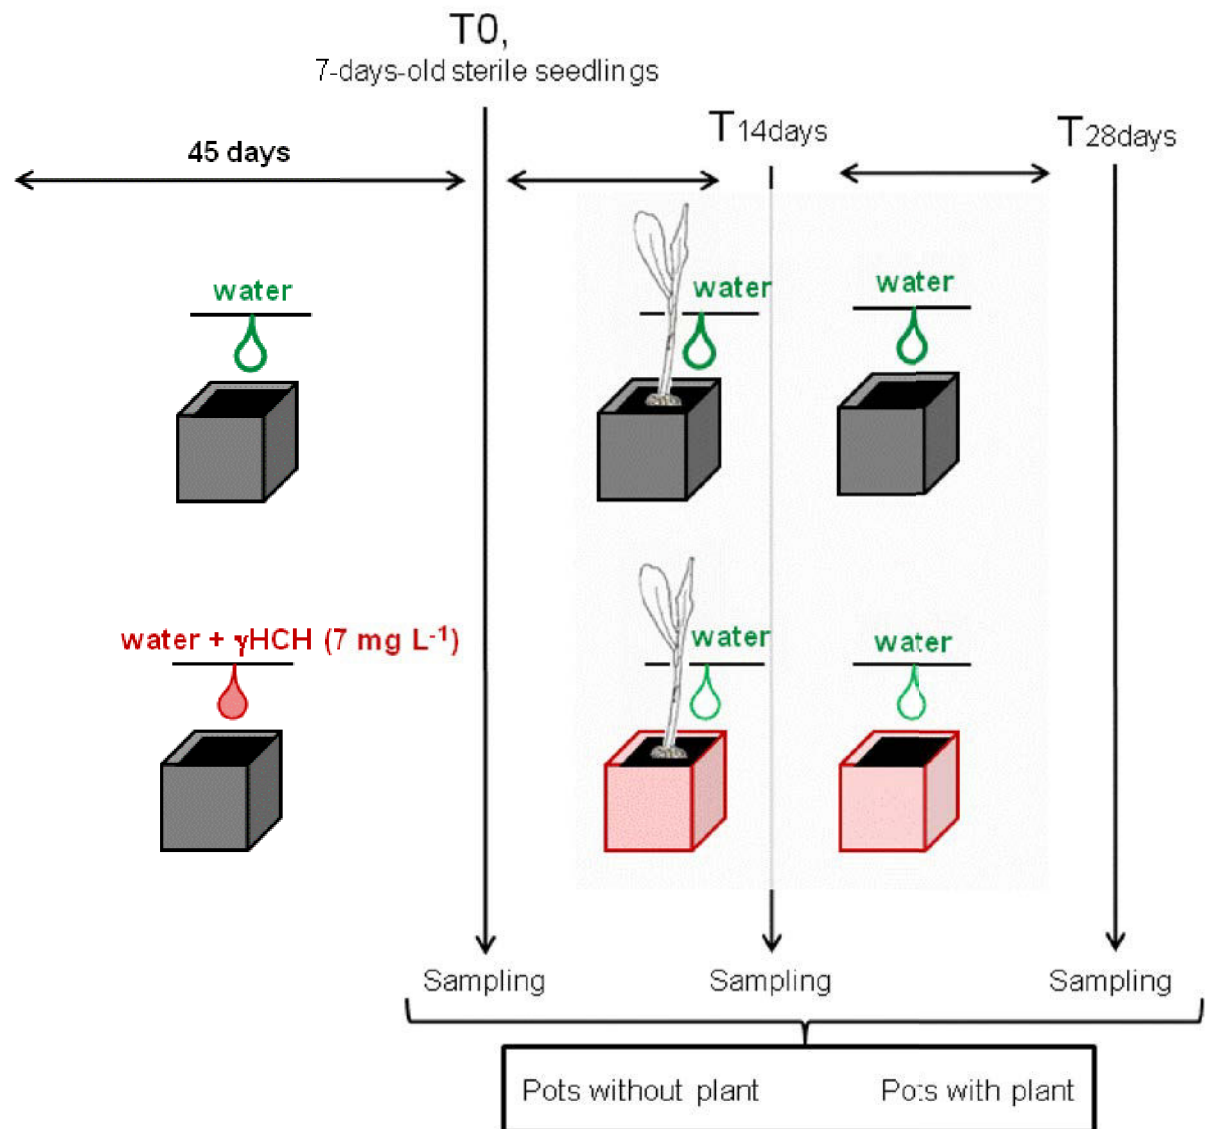 T0,
7-days-old sterile seedlings
T14days
T28days
45 days
water
water
water
water + γHCH (7 mg L-1)
water
water
Sampling
Sampling
Sampling
Pots without plant
Pots with plant